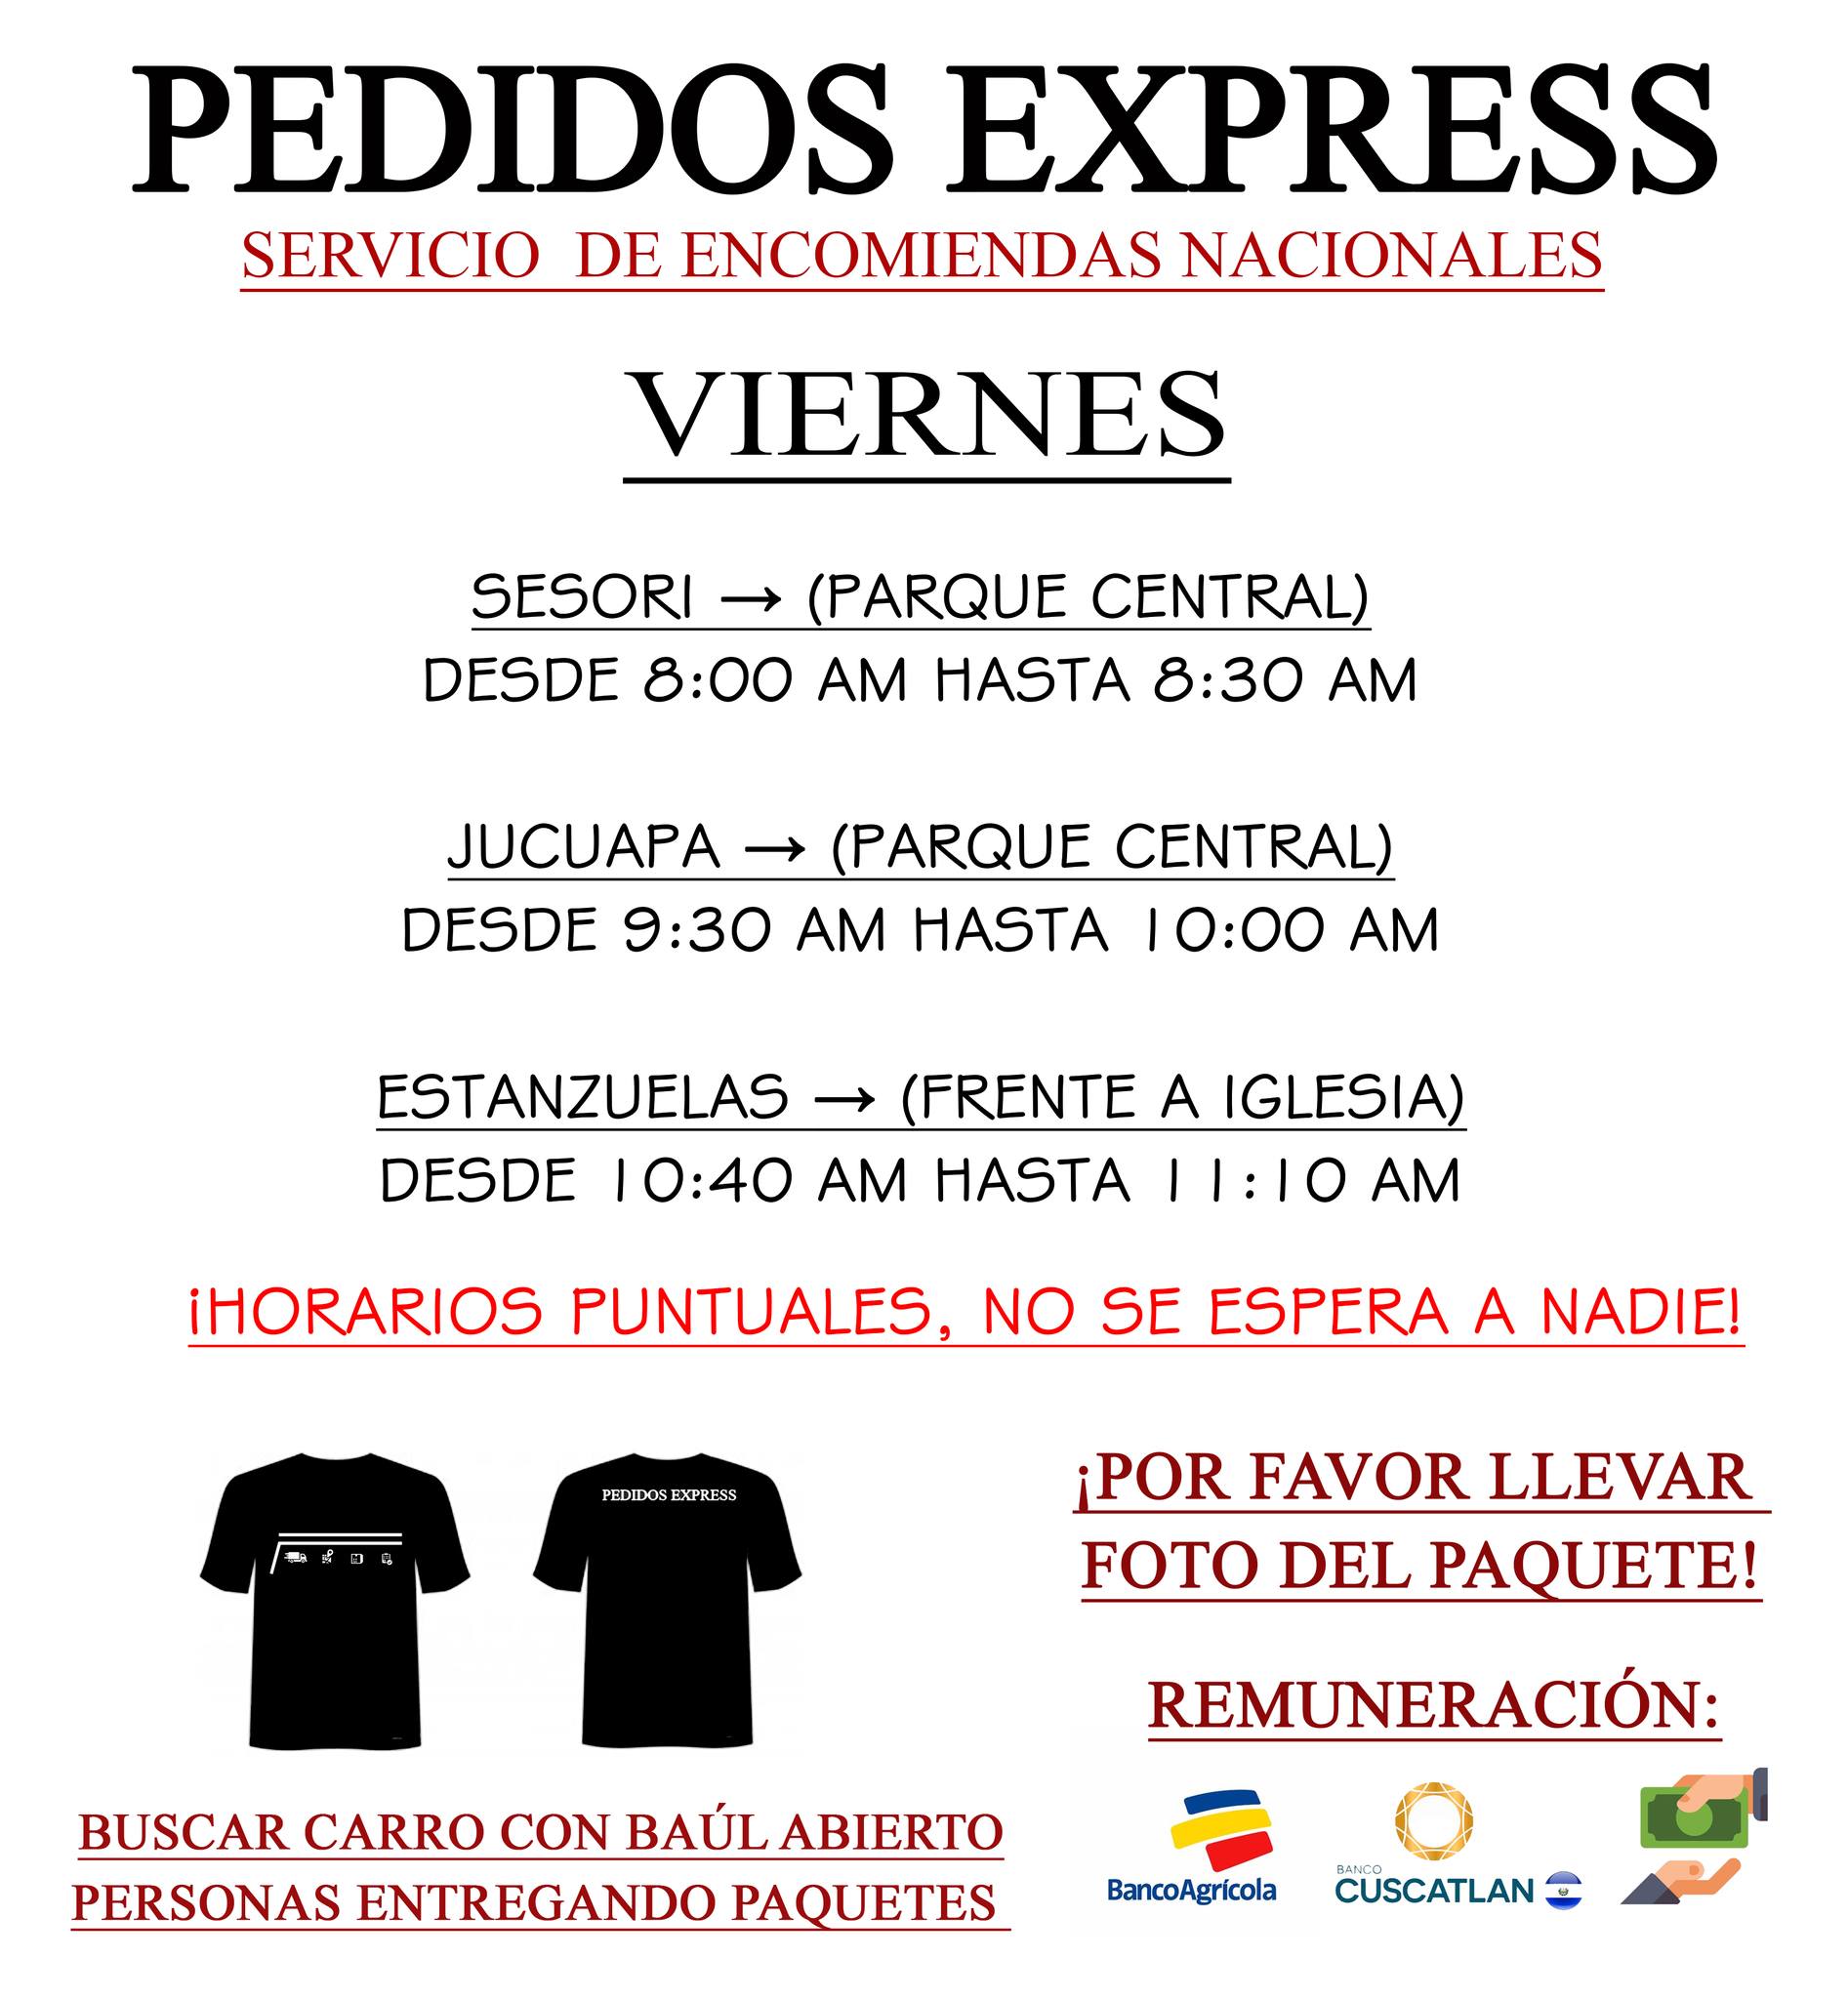 PEDIDOS EXPRESS
SERVICIO DE ENCOMIENDAS NACIONALES
VIERNES
SESORI → (PARQUE CENTRAL)
DESDE 8:00 AM HASTA 8:30 AM
JUCUAPA → (PARQUE CENTRAL)
DESDE 9:30 AM HASTA 10:00 AM
ESTANZUELAS → (FRENTE A IGLESIA)
DESDE 10:40 AM HASTA 11:10 AM
¡HORARIOS PUNTUALES, NO SE ESPERA A NADIE!
PEDIDOS EXPRESS
BUSCAR CARRO CON BAÚL ABIERTO
PERSONAS ENTREGANDO PAQUETES
¡POR FAVOR LLEVAR
FOTO DEL PAQUETE!
REMUNERACIÓN:
BancoAgrícola
BANCO
CUSCATLAN